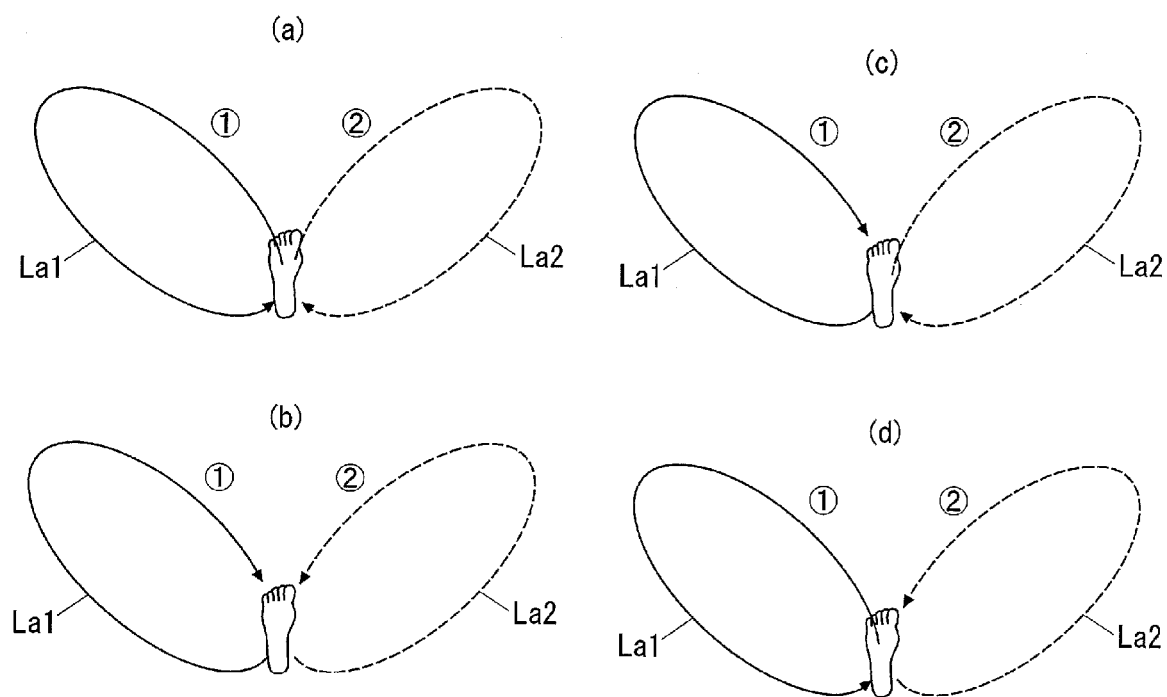 (a)
① ②
La1 La2
(b)
① ②
La1 La2
(c)
① ②
La1 La2
(d)
① ②
La1 La2